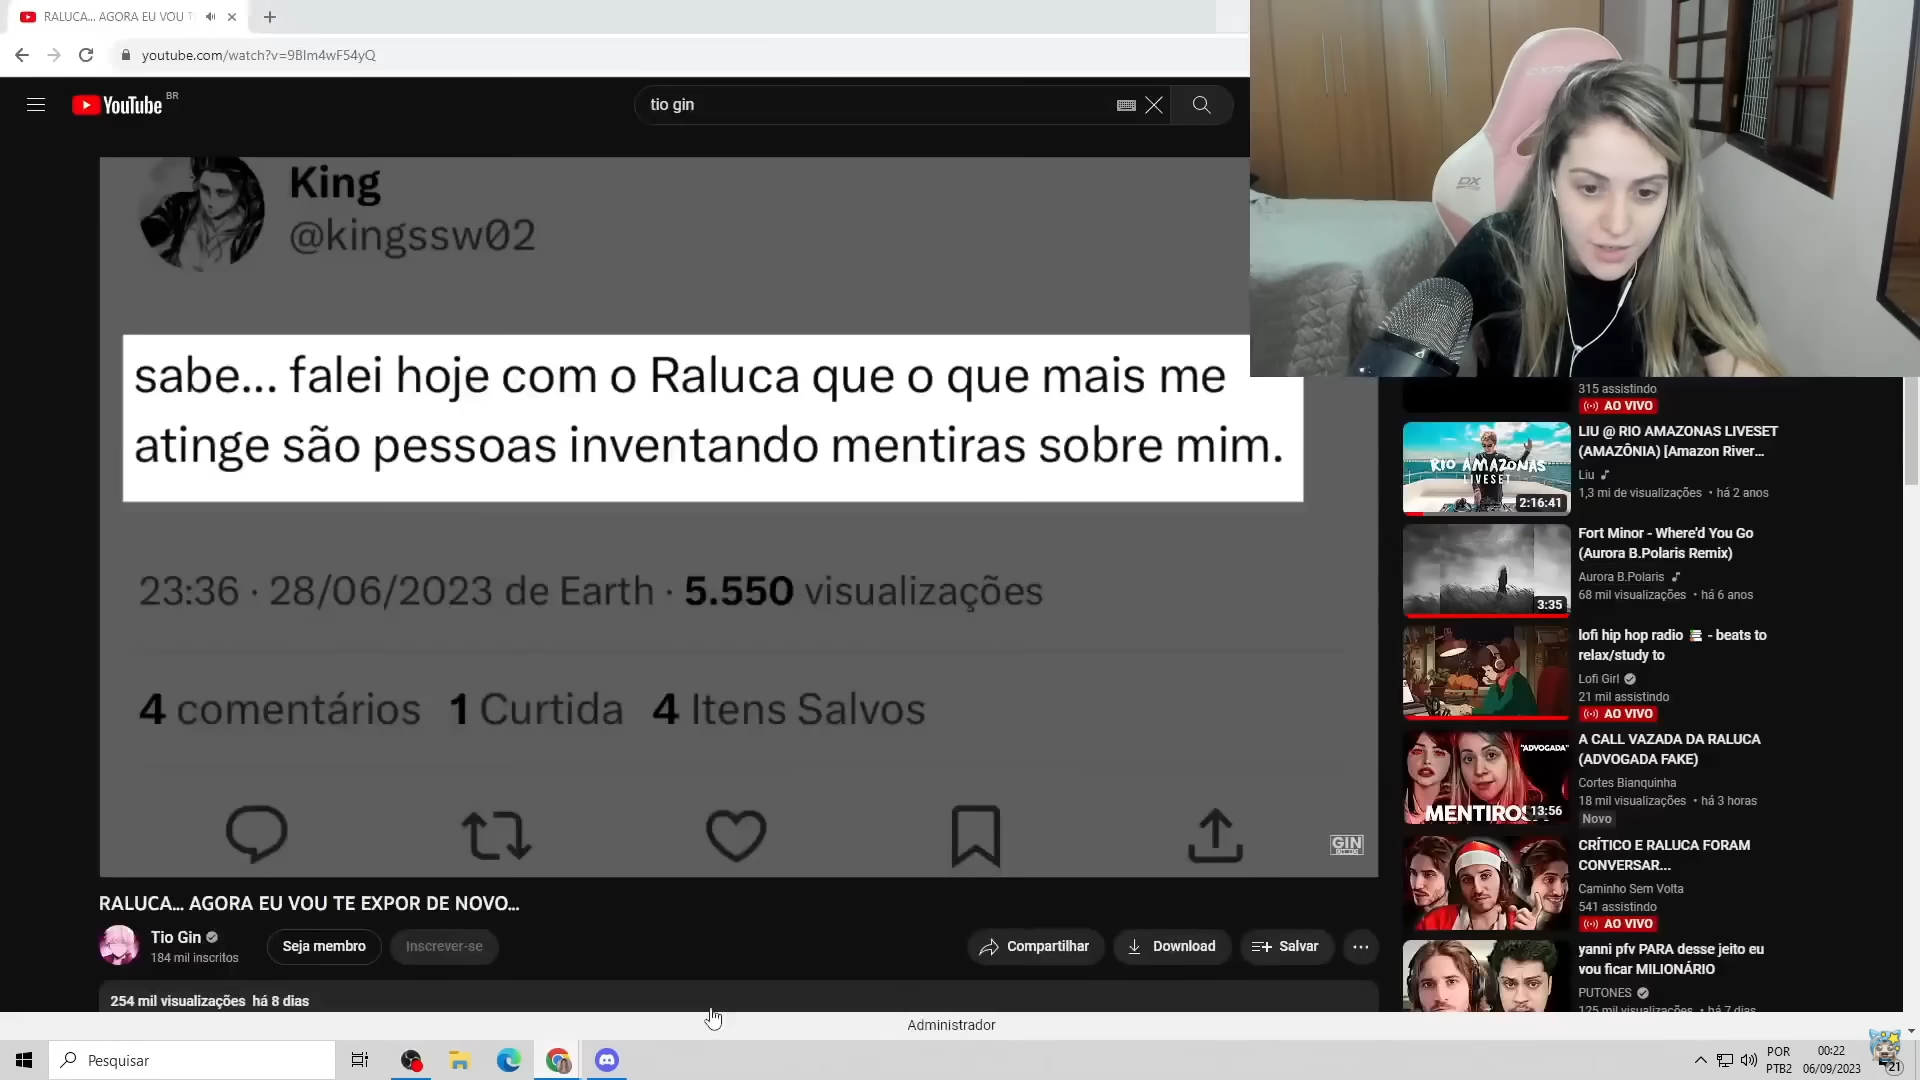 RALUCA... AGORA EU VOU T
youtube.com/watch?v=9BIm4wF54yQ
YouTube BR
tio gin
King
@kingssw02
sabe... falei hoje com o Raluca que o que mais me
atinge são pessoas inventando mentiras sobre mim.
23:36 · 28/06/2023 de Earth · 5.550 visualizações
4 comentários 1 Curtida 4 Itens Salvos
GIN
RALUCA... AGORA EU VOU TE EXPOR DE NOVO...
Tio Gin
184 mil inscritos
Seja membro
Inscrever-se
Compartilhar
Download
Salvar
254 mil visualizações há 8 dias
DX
315 assistindo
AO VIVO
RIO AMAZONAS
LIVESET
2:16:41
LIU @ RIO AMAZONAS LIVESET
(AMAZÔNIA) [Amazon River...
Liu
1,3 mi de visualizações • há 2 anos
3:35
Fort Minor - Where'd You Go
(Aurora B.Polaris Remix)
Aurora B.Polaris
68 mil visualizações • há 6 anos
lofi hip hop radio - beats to
relax/study to
Lofi Girl
21 mil assistindo
AO VIVO
"ADVOGADA"
13:56
A CALL VAZADA DA RALUCA
(ADVOGADA FAKE)
Cortes Bianquinha
18 mil visualizações • há 3 horas
Novo
CRÍTICO E RALUCA FORAM
CONVERSAR...
Caminho Sem Volta
541 assistindo
AO VIVO
yanni pfv PARA desse jeito eu
vou ficar MILIONÁRIO
PUTONES
125 mil visualizações • há 7 dias
Administrador
Pesquisar
POR
PTB2
00:22
06/09/2023
21